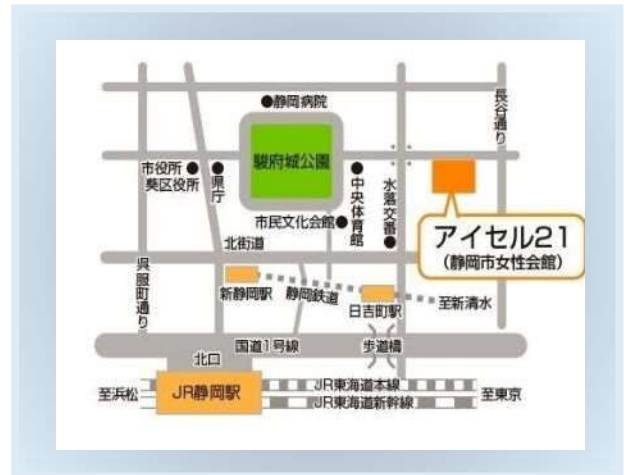 静岡病院
長谷通り
駿府城公園
市役所
葵区役所
県庁
中央体育館
水落交番
市民文化会館
アイセル21
(静岡市女性会館)
北街道
呉服町通り
新静岡駅
静岡鉄道
日吉町駅
至新清水
国道1号線
歩道橋
北口
至浜松
JR静岡駅
JR東海道本線
JR東海道新幹線
至東京